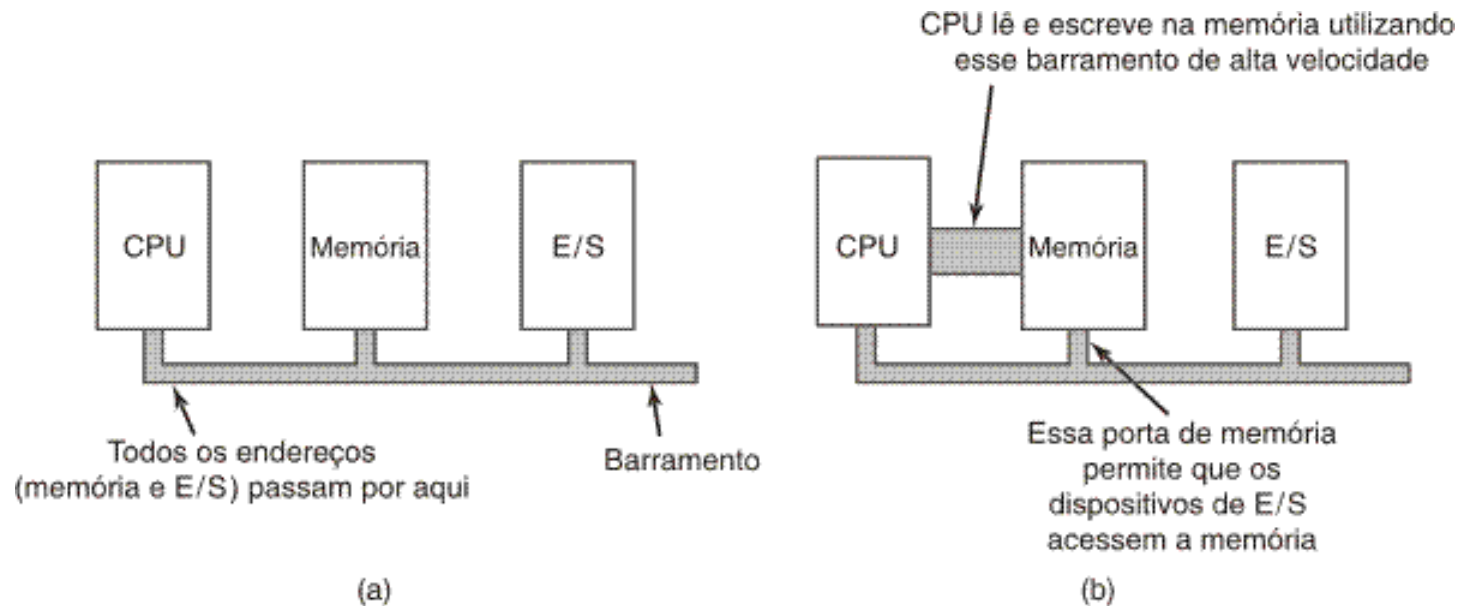 CPU lê e escreve na memória utilizando
esse barramento de alta velocidade
CPU
Memória
E/S
Todos os endereços
(memória e E/S) passam por aqui
Barramento
(a)
CPU
Memória
E/S
Essa porta de memória
permite que os
dispositivos de E/S
acessem a memória
(b)